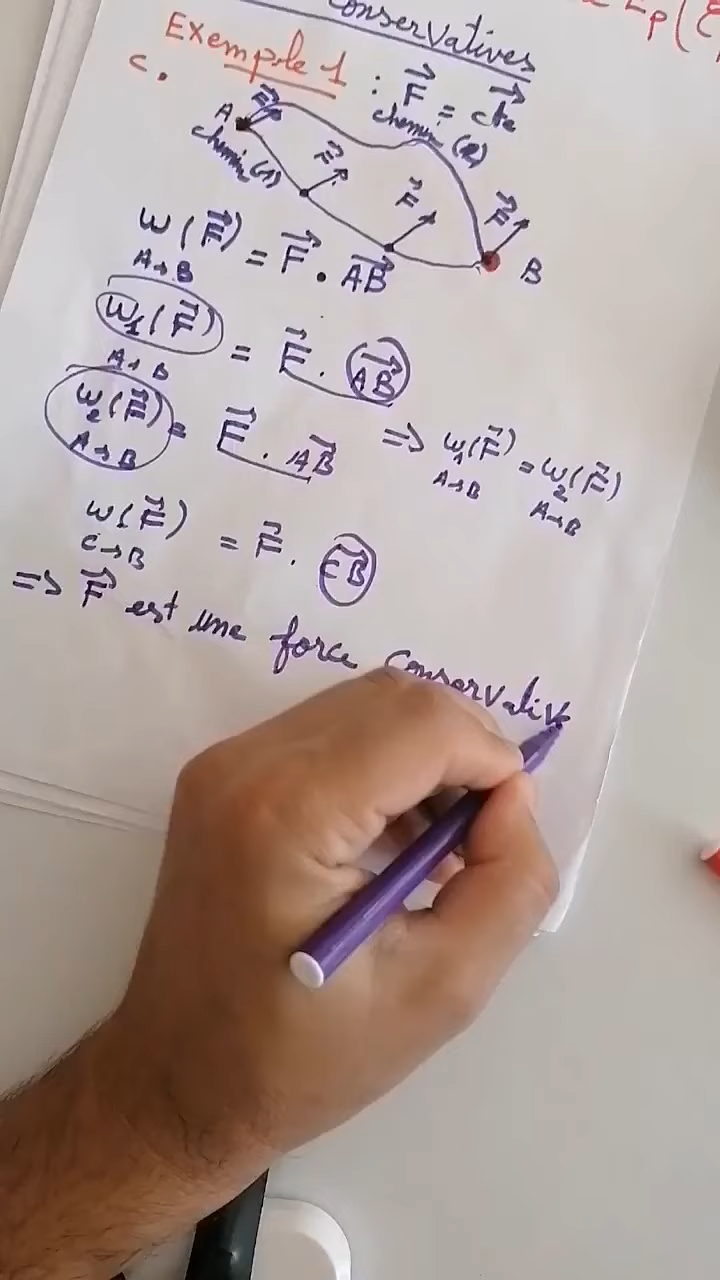 conservatives
Exemple 1 : F⃗ = cte⃗
c.
chemin (2)
A F⃗
chemin (1) F⃗ F⃗ F⃗
B
W(F⃗) = F⃗ . AB⃗
A→B
W1(F⃗) = F⃗ . AB⃗
A→B
W2(F⃗) = F⃗ . AB⃗ => W1(F⃗) = W2(F⃗)
A→B A→B A→B
W(F⃗) = F⃗ . CB⃗
C→B
=> F⃗ est une force conservative